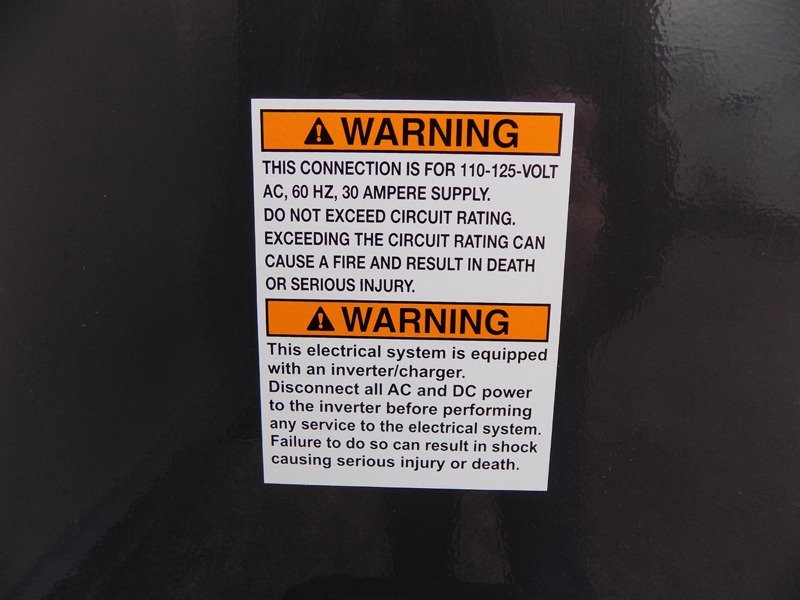 WARNING
THIS CONNECTION IS FOR 110-125-VOLT
AC, 60 HZ, 30 AMPERE SUPPLY.
DO NOT EXCEED CIRCUIT RATING.
EXCEEDING THE CIRCUIT RATING CAN
CAUSE A FIRE AND RESULT IN DEATH
OR SERIOUS INJURY.
WARNING
This electrical system is equipped
with an inverter/charger.
Disconnect all AC and DC power
to the inverter before performing
any service to the electrical system.
Failure to do so can result in shock
causing serious injury or death.